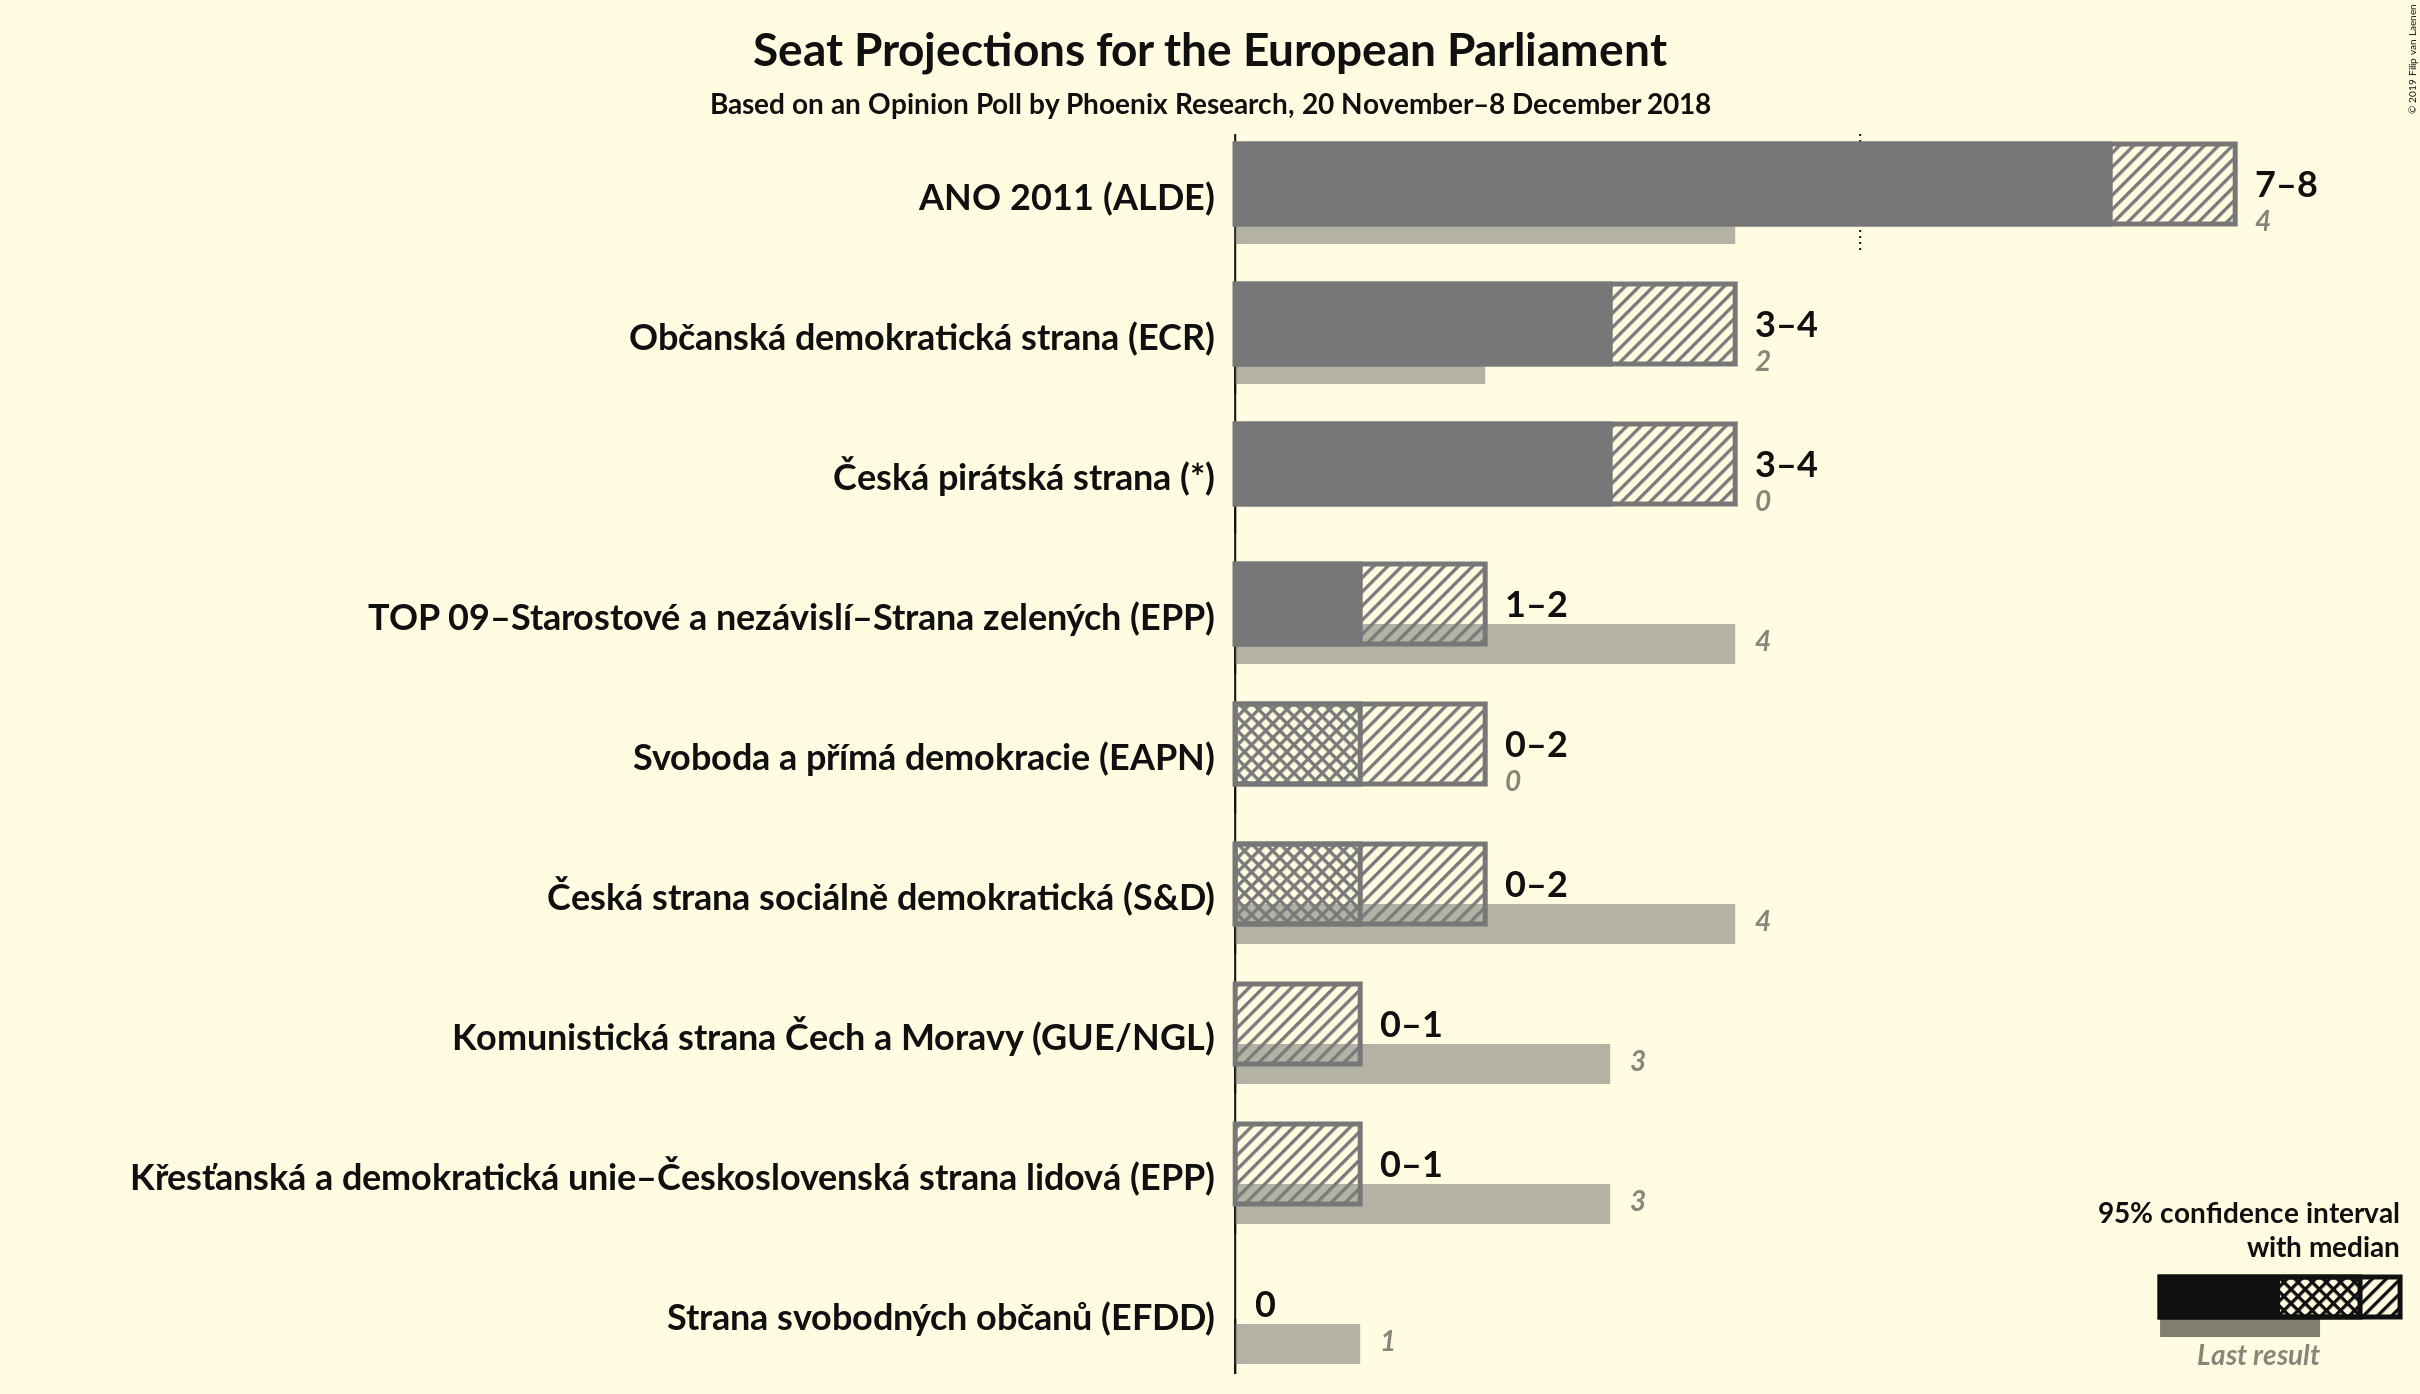 Seat Projections for the European Parliament
Based on an Opinion Poll by Phoenix Research, 20 November–8 December 2018
© 2019 Filip van Laenen
ANO 2011 (ALDE)
7–8
4
Občanská demokratická strana (ECR)
3–4
2
Česká pirátská strana (*)
3–4
0
TOP 09–Starostové a nezávislí–Strana zelených (EPP)
1–2
4
Svoboda a přímá demokracie (EAPN)
0–2
0
Česká strana sociálně demokratická (S&D)
0–2
4
Komunistická strana Čech a Moravy (GUE/NGL)
0–1
3
Křesťanská a demokratická unie–Československá strana lidová (EPP)
0–1
3
Strana svobodných občanů (EFDD)
0
1
95% confidence interval
with median
Last result